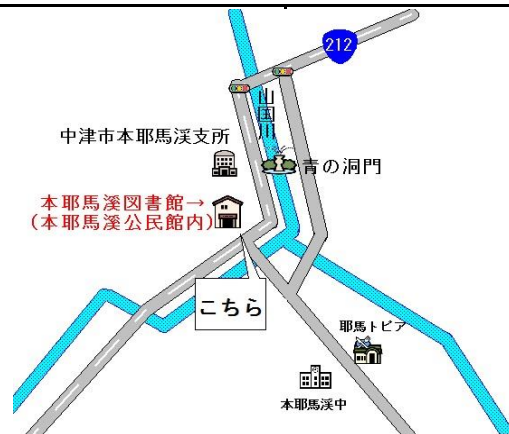 212
山国川
中津市本耶馬渓支所
青の洞門
本耶馬渓図書館→
(本耶馬渓公民館内)
こちら
耶馬トピア
本耶馬渓中